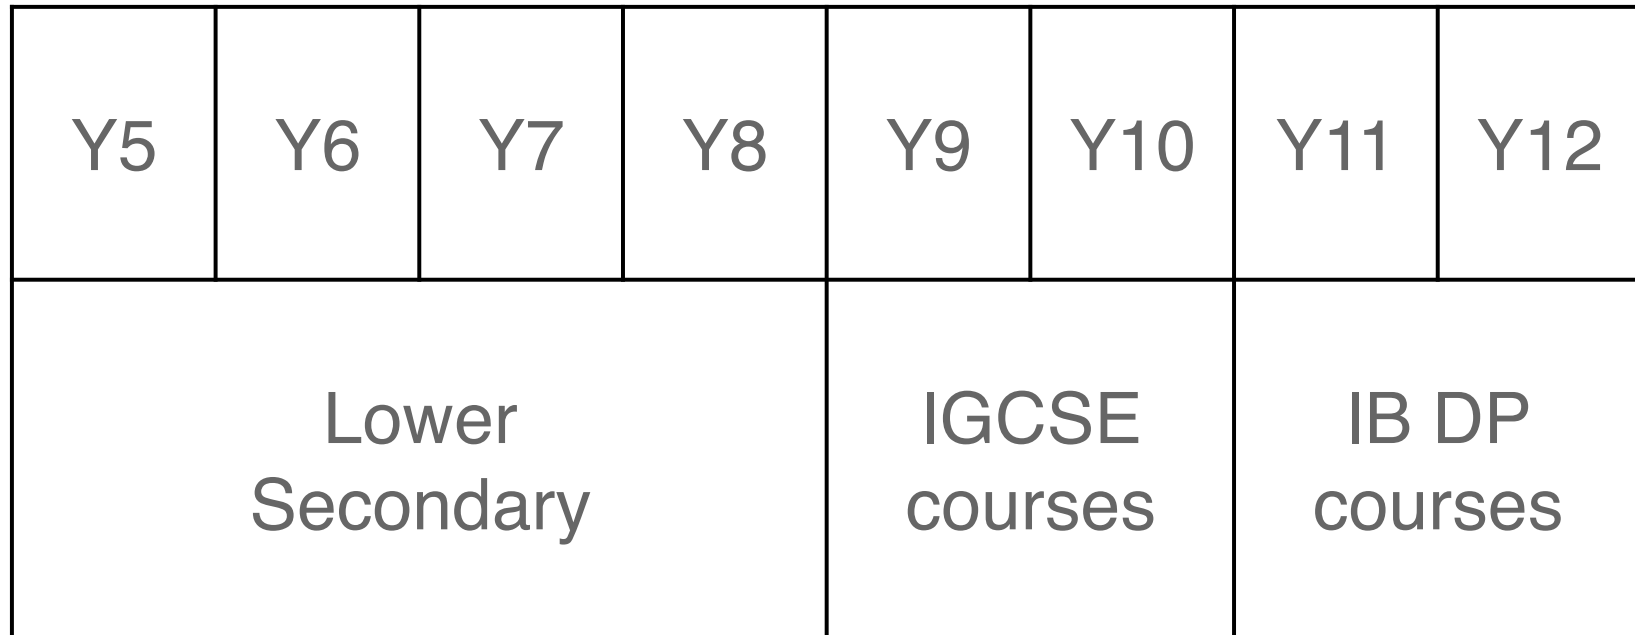 Y5 Y6 Y7 Y8 Y9 Y10 Y11 Y12
Lower
Secondary
IGCSE
courses
IB DP
courses